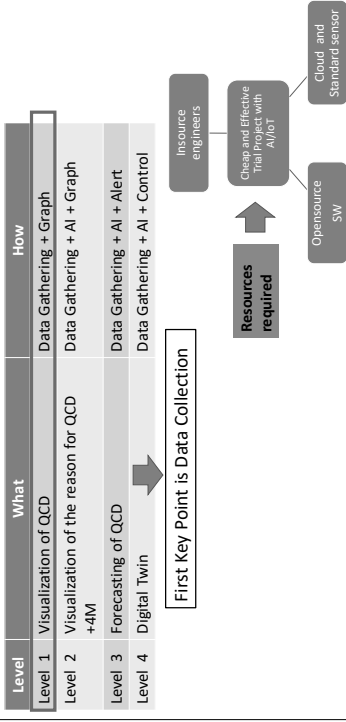 Level What How
Level 1 Visualization of QCD Data Gathering + Graph
Level 2 Visualization of the reason for QCD Data Gathering + AI + Graph
+4M
Level 3 Forecasting of QCD Data Gathering + AI + Alert
Level 4 Digital Twin Data Gathering + AI + Control
First Key Point is Data Collection
Resources
required
Insource
engineers
Cheap and Effective
Trial Project with
AI/IoT
Opensource
SW
Cloud and
Standard sensor